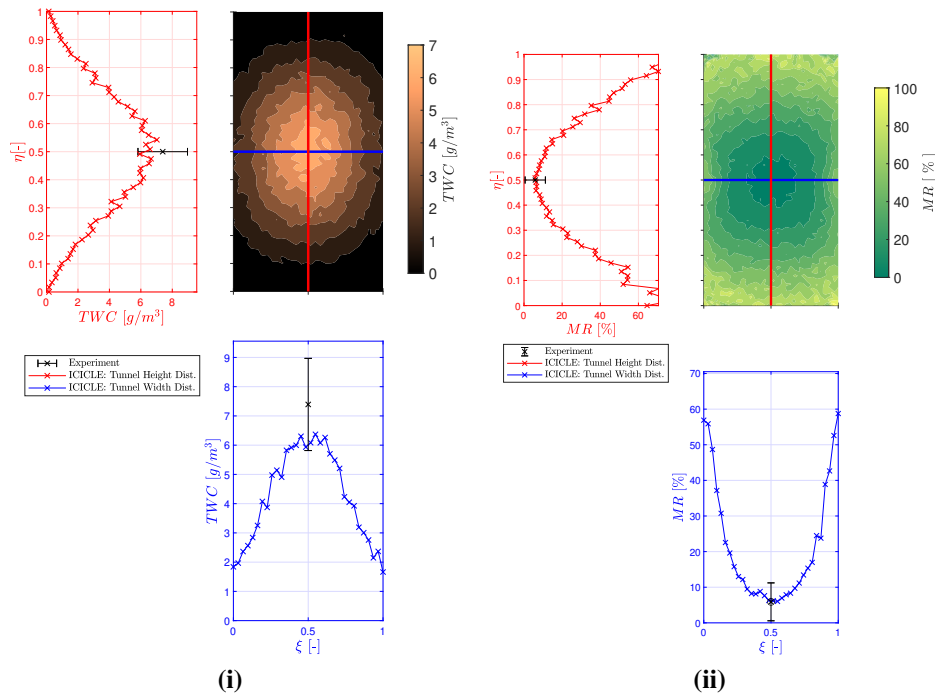 1
0.9
0.8
0.7
0.6
0.5
0.4
0.3
0.2
0.1
0
η[-]
0 2 4 6 8
TWC [g/m³]
7
6
5
4
3
2
1
0
TWC [g/m³]
Experiment
ICICLE: Tunnel Height Dist.
ICICLE: Tunnel Width Dist.
9
8
7
6
5
4
3
2
1
0
TWC [g/m³]
0 0.5 1
ξ [-]
(i)
1
0.9
0.8
0.7
0.6
0.5
0.4
0.3
0.2
0.1
0
η[-]
0 20 40 60
MR [%]
100
80
60
40
20
0
MR [ %
Experiment
ICICLE: Tunnel Height Dist.
ICICLE: Tunnel Width Dist.
70
60
50
40
30
20
10
0
MR [%]
0 0.5 1
ξ [-]
(ii)